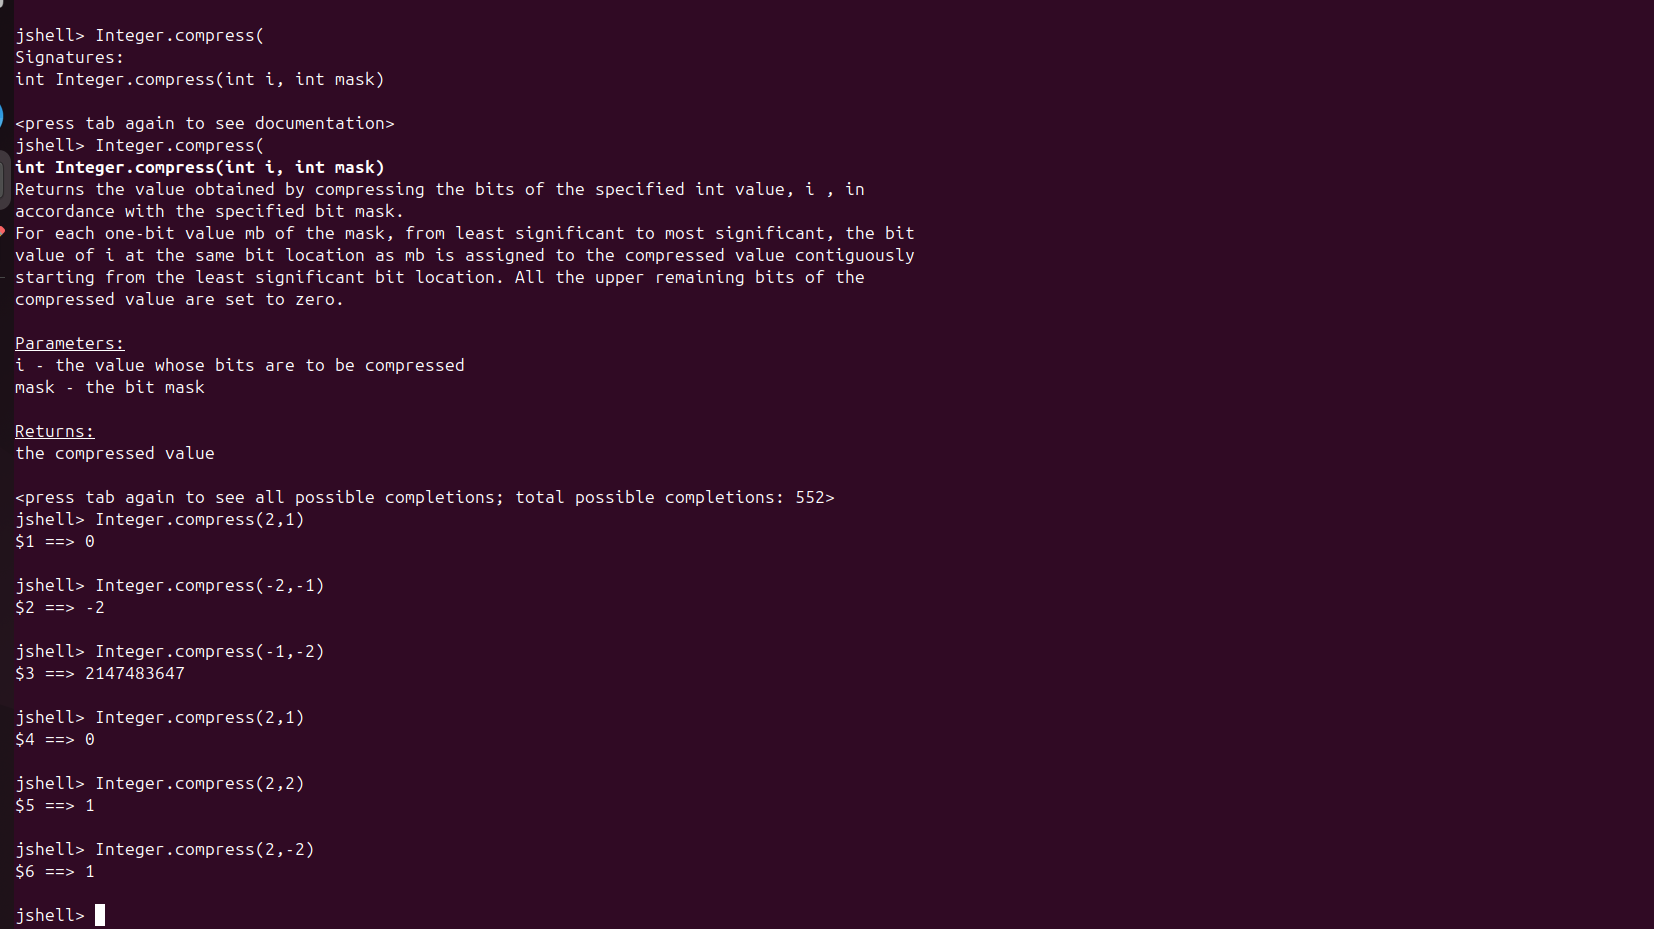 jshell> Integer.compress(
Signatures:
int Integer.compress(int i, int mask)
<press tab again to see documentation>
jshell> Integer.compress(
int Integer.compress(int i, int mask)
Returns the value obtained by compressing the bits of the specified int value, i , in
accordance with the specified bit mask.
For each one-bit value mb of the mask, from least significant to most significant, the bit
value of i at the same bit location as mb is assigned to the compressed value contiguously
starting from the least significant bit location. All the upper remaining bits of the
compressed value are set to zero.
Parameters:
i - the value whose bits are to be compressed
mask - the bit mask
Returns:
the compressed value
<press tab again to see all possible completions; total possible completions: 552>
jshell> Integer.compress(2,1)
$1 ==> 0
jshell> Integer.compress(-2,-1)
$2 ==> -2
jshell> Integer.compress(-1,-2)
$3 ==> 2147483647
jshell> Integer.compress(2,1)
$4 ==> 0
jshell> Integer.compress(2,2)
$5 ==> 1
jshell> Integer.compress(2,-2)
$6 ==> 1
jshell>